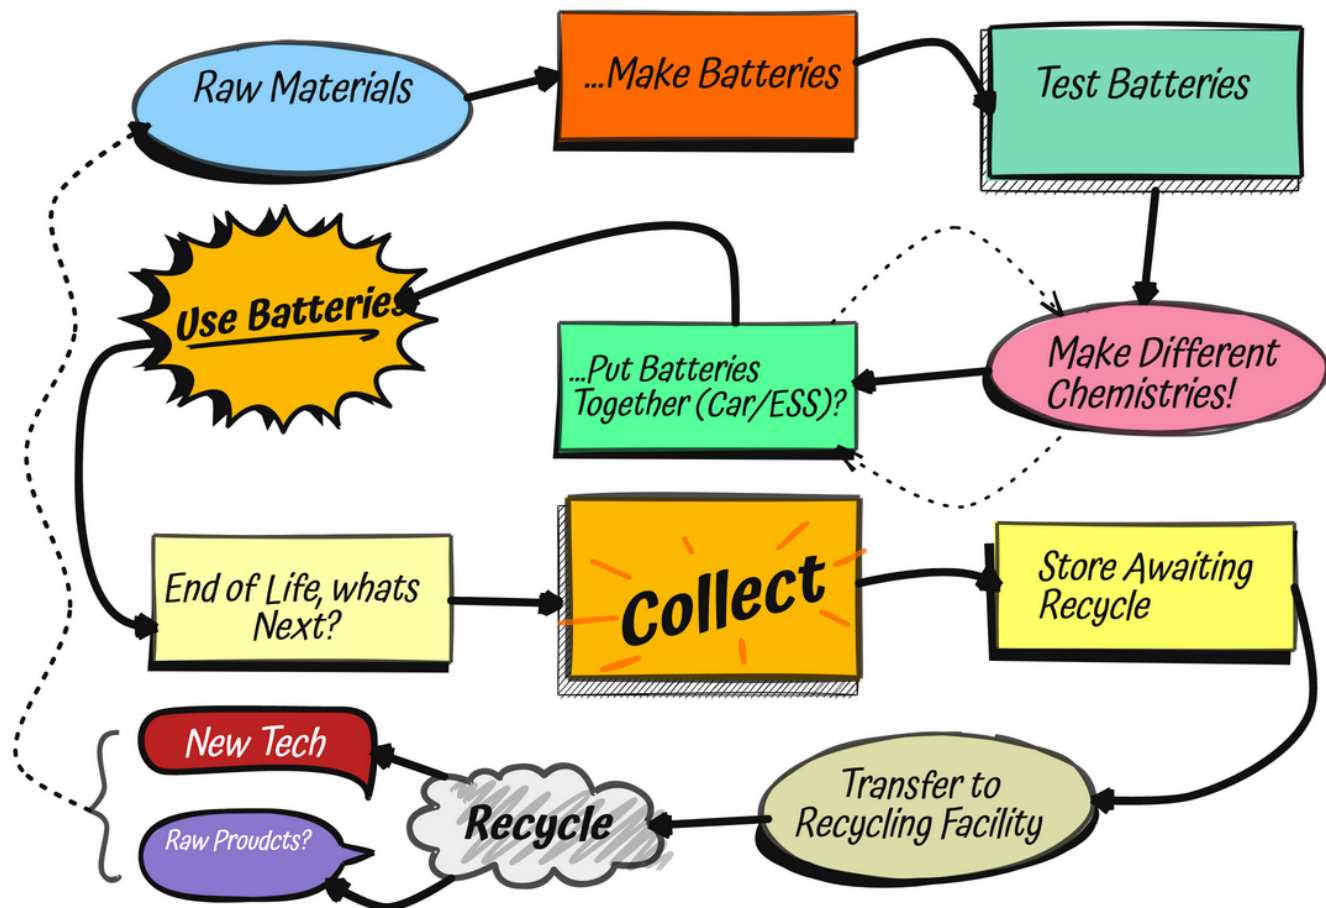 Raw Materials
...Make Batteries
Test Batteries
Use Batteries
...Put Batteries
Together (Car/ESS)?
Make Different
Chemistries!
End of Life, whats
Next?
Collect
Store Awaiting
Recycle
New Tech
Raw Proudcts?
Recycle
Transfer to
Recycling Facility